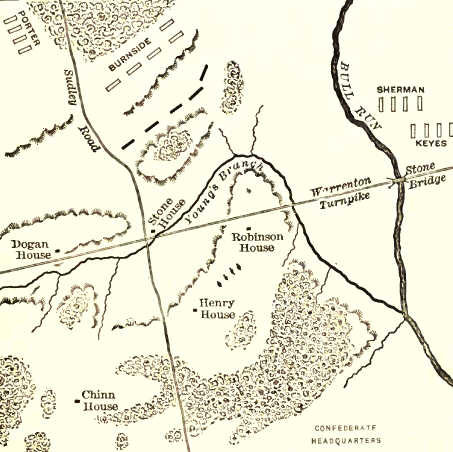 PORTER
BURNSIDE
Sudley
Road
BULL RUN
SHERMAN
KEYES
Stone
Bridge
Warrenton
Turnpike
Young's Branch
Stone
House
Dogan
House
Robinson
House
Henry
House
Chinn
House
CONFEDERATE
HEADQUARTERS